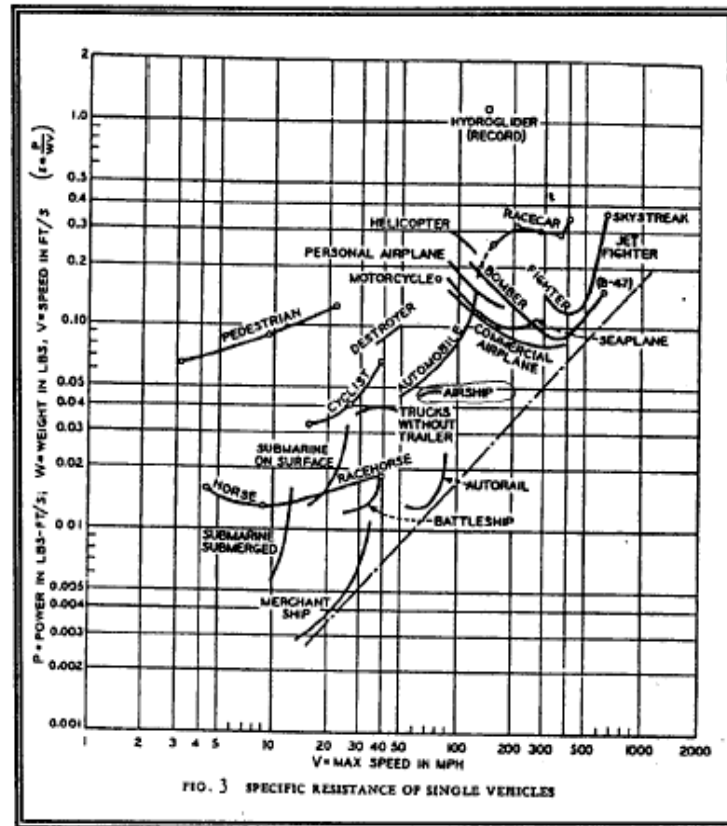 P=POWER IN LBS-FT/S; W=WEIGHT IN LBS; V=SPEED IN FT/S (ε=P/WV)
2
1.0
0.5
0.4
0.3
0.2
0.10
0.05
0.04
0.03
0.02
0.01
0.005
0.004
0.003
0.002
0.001
HYDROGLIDER
(RECORD)
RACECAR
SKYSTREAK
HELICOPTER
JET
FIGHTER
PERSONAL AIRPLANE
MOTORCYCLE
BOMBER
FIGHTER
(B-47)
PEDESTRIAN
DESTROYER
SEAPLANE
COMMERCIAL
AIRPLANE
CYCLIST
AUTOMOBILE
AIRSHIP
TRUCKS
WITHOUT
TRAILER
SUBMARINE
ON SURFACE
HORSE
RACEHORSE
AUTORAIL
BATTLESHIP
SUBMARINE
SUBMERGED
MERCHANT
SHIP
1 2 3 4 5 10 20 30 40 50 100 200 300 500 1000 2000
V=MAX SPEED IN MPH
FIG. 3 SPECIFIC RESISTANCE OF SINGLE VEHICLES